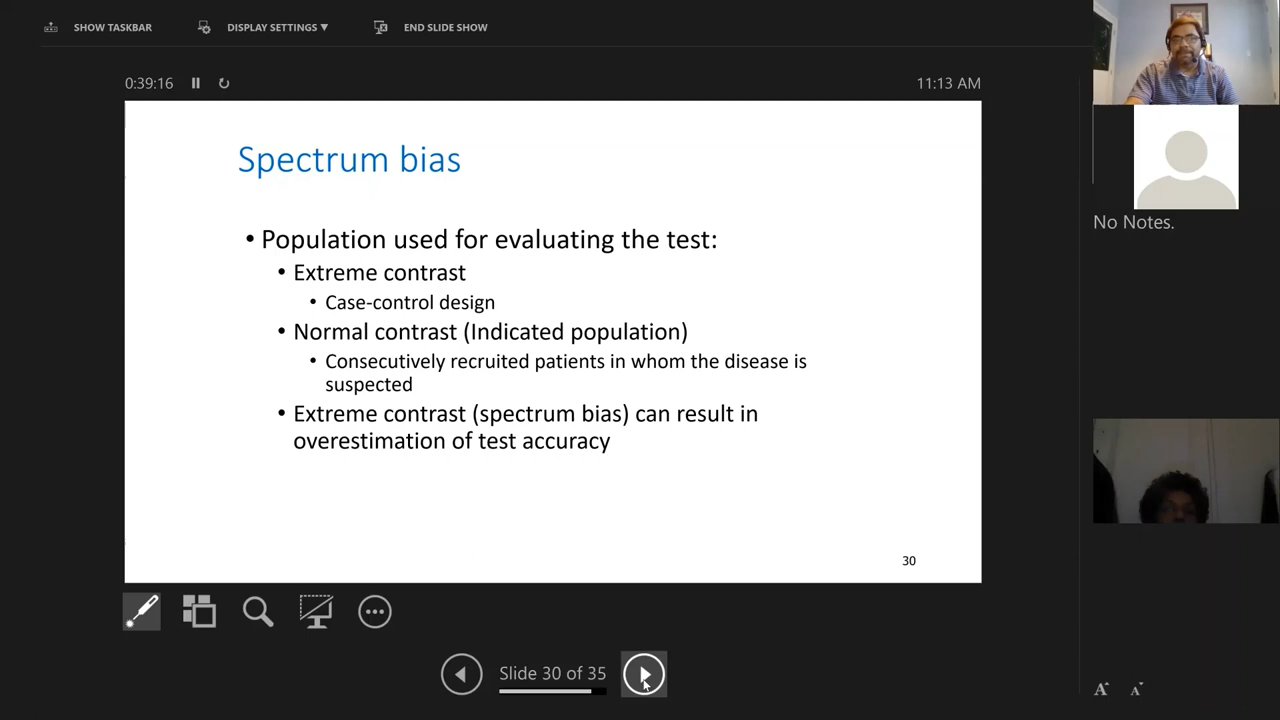 SHOW TASKBAR
DISPLAY SETTINGS ▼
END SLIDE SHOW
0:39:16
11:13 AM
Spectrum bias
• Population used for evaluating the test:
• Extreme contrast
• Case-control design
• Normal contrast (Indicated population)
• Consecutively recruited patients in whom the disease is
suspected
• Extreme contrast (spectrum bias) can result in
overestimation of test accuracy
30
No Notes.
Slide 30 of 35
A A